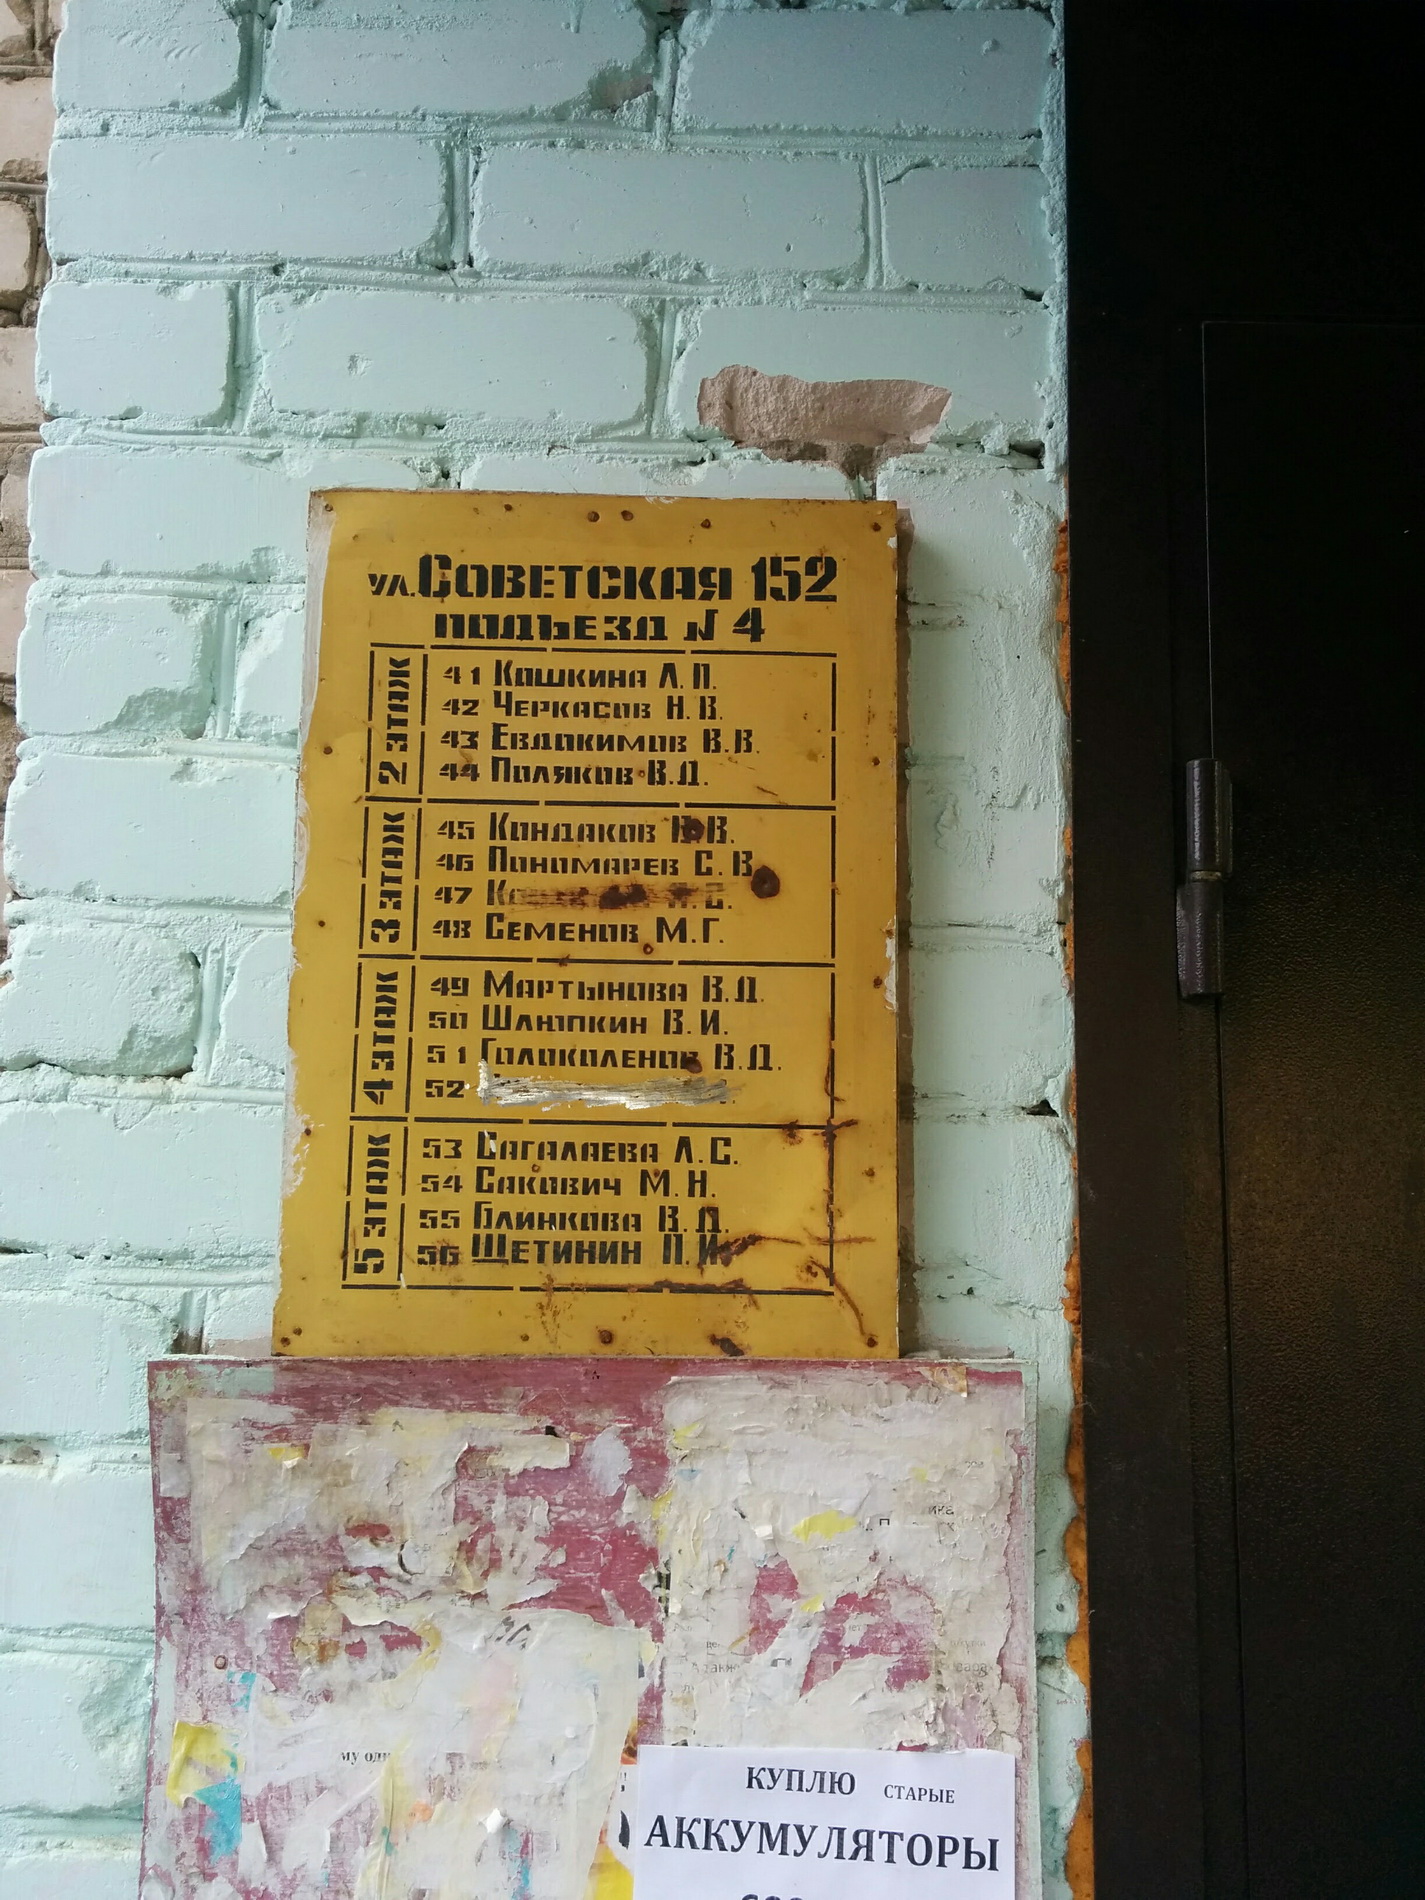 ул. Советская 152
подъезд № 4
2 этаж
41 Кошкина Л. П.
42 Черкасов Н. В.
43 Евдокимов В. В.
44 Поляков В. Д.
3 этаж
45 Кондаков В. В.
46 Пономарев С. В.
47
48 Семенов М. Г.
4 этаж
49 Мартынова В. Д.
50 Шлюпкин В. И.
51 Голоколенов В. Д.
52
5 этаж
53 Сагалаева Л. С.
54 Сакович М. Н.
55 Блинкова В. Д.
56 Щетинин П. И.
му
КУПЛЮ СТАРЫЕ
АККУМУЛЯТОРЫ